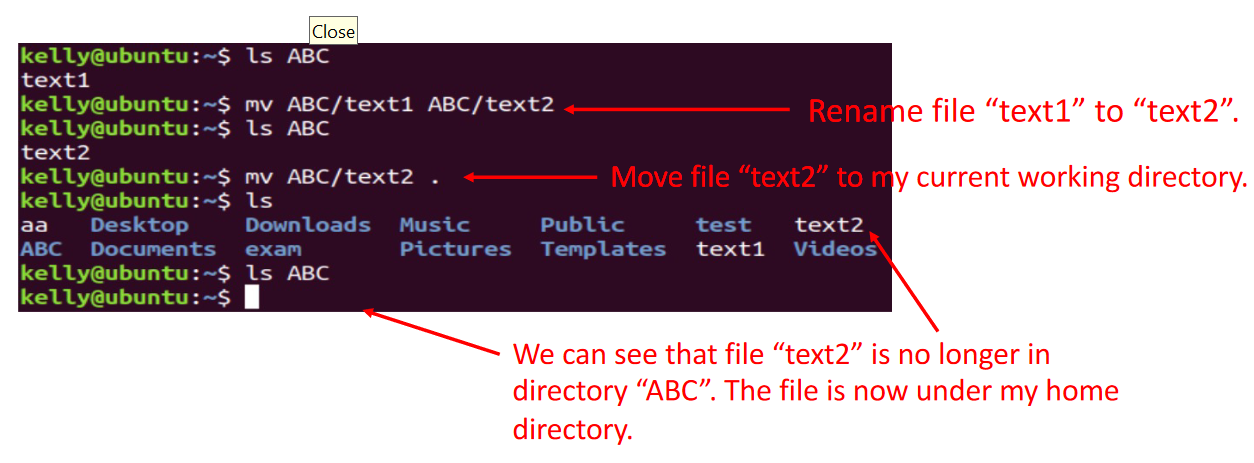 Close
kelly@ubuntu:~$ ls ABC
text1
kelly@ubuntu:~$ mv ABC/text1 ABC/text2
Rename file “text1” to “text2”.
kelly@ubuntu:~$ ls ABC
text2
kelly@ubuntu:~$ mv ABC/text2 .
Move file “text2” to my current working directory.
kelly@ubuntu:~$ ls
aa Desktop Downloads Music Public test text2
ABC Documents exam Pictures Templates text1 Videos
kelly@ubuntu:~$ ls ABC
kelly@ubuntu:~$
We can see that file “text2” is no longer in
directory “ABC”. The file is now under my home
directory.